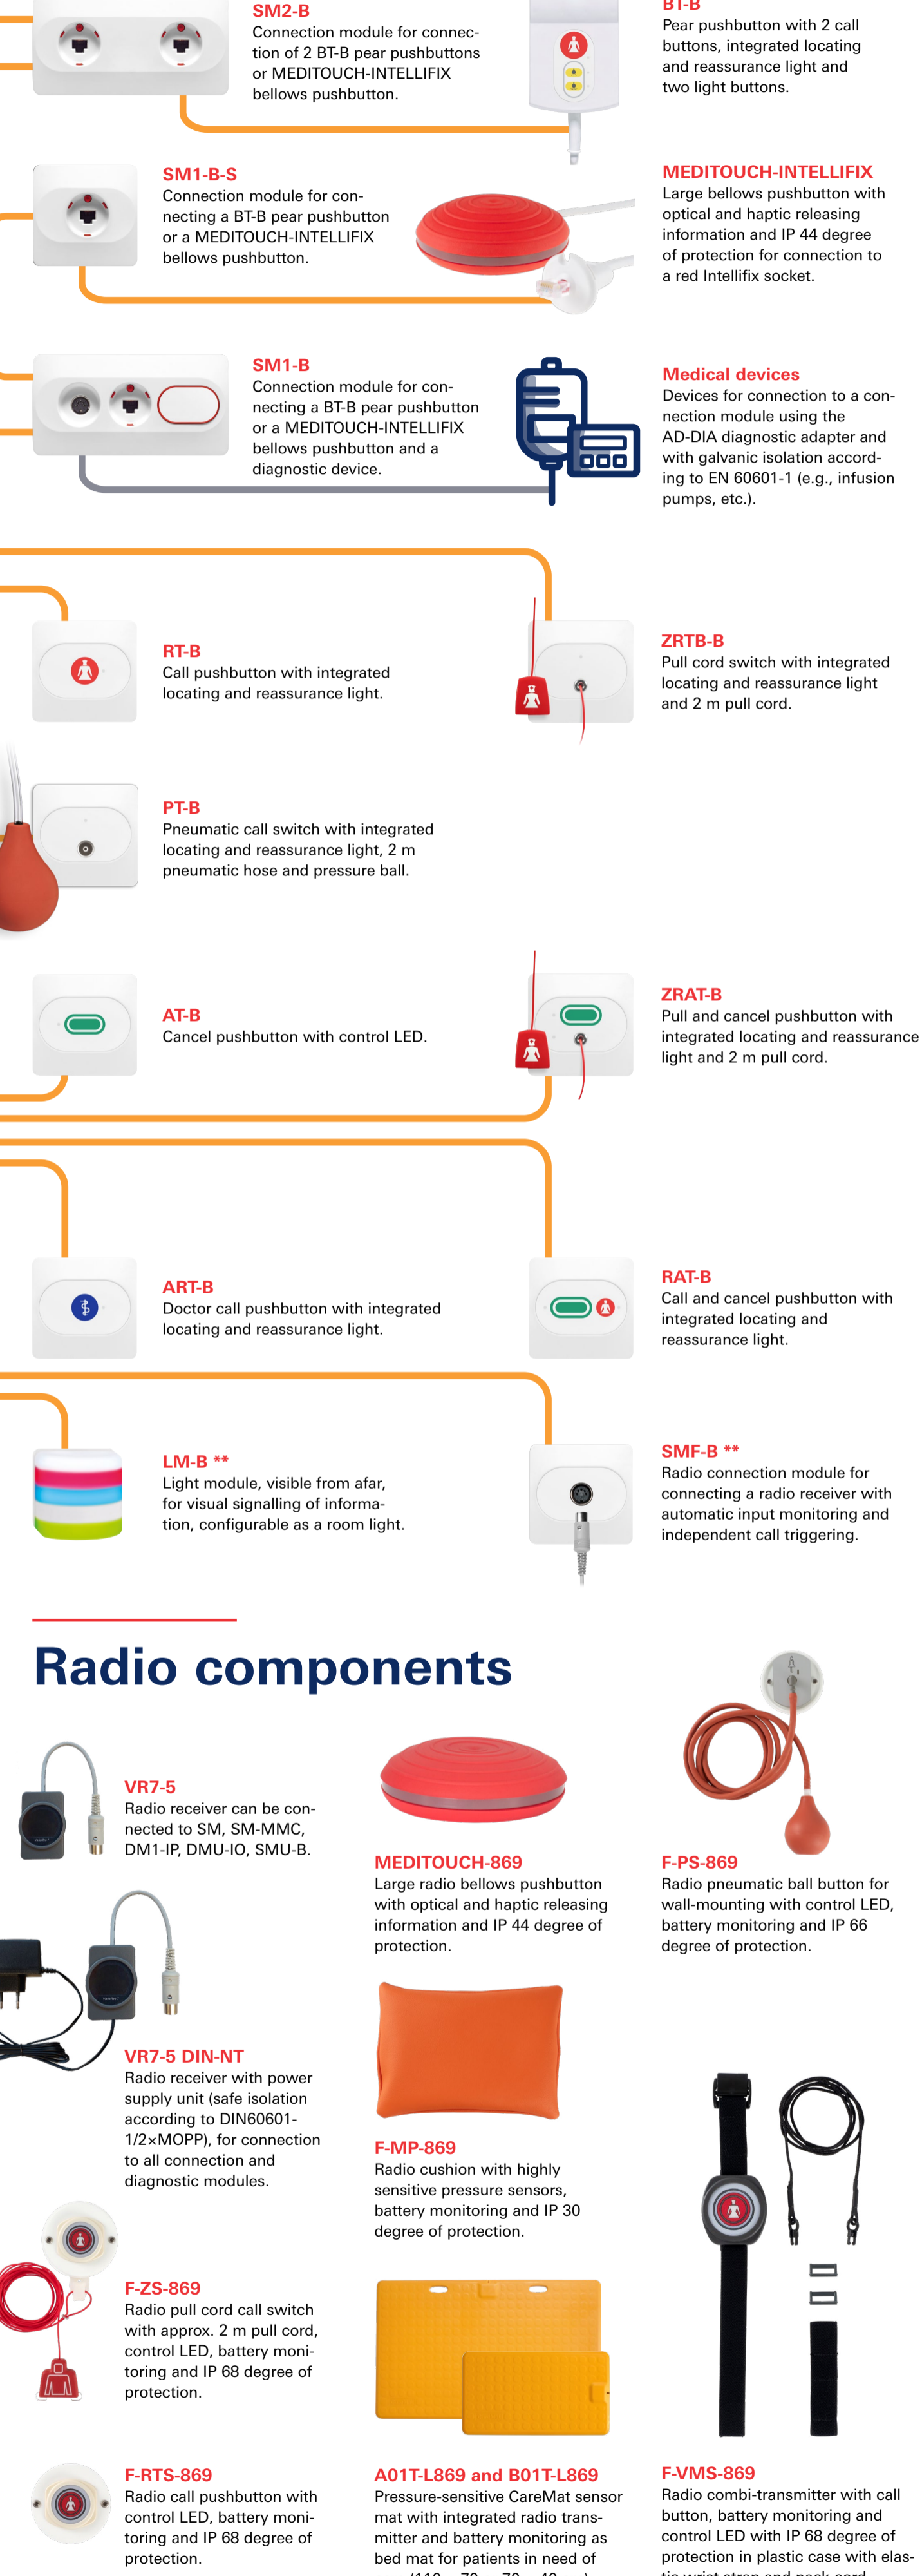 SM2-B
Connection module for connec-
tion of 2 BT-B pear pushbuttons
or MEDITOUCH-INTELLIFIX
bellows pushbutton.
BT-B
Pear pushbutton with 2 call
buttons, integrated locating
and reassurance light and
two light buttons.
SM1-B-S
Connection module for con-
necting a BT-B pear pushbutton
or a MEDITOUCH-INTELLIFIX
bellows pushbutton.
MEDITOUCH-INTELLIFIX
Large bellows pushbutton with
optical and haptic releasing
information and IP 44 degree
of protection for connection to
a red Intellifix socket.
SM1-B
Connection module for con-
necting a BT-B pear pushbutton
or a MEDITOUCH-INTELLIFIX
bellows pushbutton and a
diagnostic device.
Medical devices
Devices for connection to a con-
nection module using the
AD-DIA diagnostic adapter and
with galvanic isolation accord-
ing to EN 60601-1 (e.g., infusion
pumps, etc.).
RT-B
Call pushbutton with integrated
locating and reassurance light.
ZRTB-B
Pull cord switch with integrated
locating and reassurance light
and 2 m pull cord.
PT-B
Pneumatic call switch with integrated
locating and reassurance light, 2 m
pneumatic hose and pressure ball.
AT-B
Cancel pushbutton with control LED.
ZRAT-B
Pull and cancel pushbutton with
integrated locating and reassurance
light and 2 m pull cord.
ART-B
Doctor call pushbutton with integrated
locating and reassurance light.
RAT-B
Call and cancel pushbutton with
integrated locating and
reassurance light.
LM-B **
Light module, visible from afar,
for visual signalling of informa-
tion, configurable as a room light.
SMF-B **
Radio connection module for
connecting a radio receiver with
automatic input monitoring and
independent call triggering.
Radio components
VR7-5
Radio receiver can be con-
nected to SM, SM-MMC,
DM1-IP, DMU-IO, SMU-B.
MEDITOUCH-869
Large radio bellows pushbutton
with optical and haptic releasing
information and IP 44 degree of
protection.
F-PS-869
Radio pneumatic ball button for
wall-mounting with control LED,
battery monitoring and IP 66
degree of protection.
VR7-5 DIN-NT
Radio receiver with power
supply unit (safe isolation
according to DIN60601-
1/2×MOPP), for connection
to all connection and
diagnostic modules.
F-MP-869
Radio cushion with highly
sensitive pressure sensors,
battery monitoring and IP 30
degree of protection.
F-ZS-869
Radio pull cord call switch
with approx. 2 m pull cord,
control LED, battery moni-
toring and IP 68 degree of
protection.
F-RTS-869
Radio call pushbutton with
control LED, battery moni-
toring and IP 68 degree of
protection.
A01T-L869 and B01T-L869
Pressure-sensitive CareMat sensor
mat with integrated radio trans-
mitter and battery monitoring as
bed mat for patients in need of
F-VMS-869
Radio combi-transmitter with call
button, battery monitoring and
control LED with IP 68 degree of
protection in plastic case with elas-